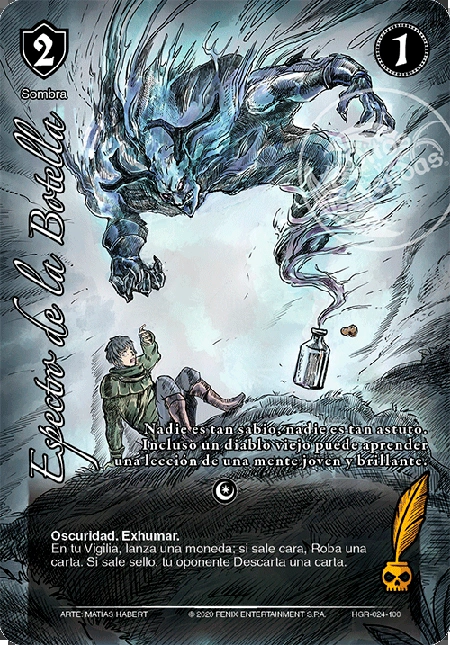 2
1
Sombra
Espectro de la Botella
Nadie es tan sabio, nadie es tan astuto.
Incluso un diablo viejo puede aprender
una lección de una mente joven y brillante.
Oscuridad. Exhumar.
En tu Vigilia, lanza una moneda; si sale cara, Roba una
carta. Si sale sello, tu oponente Descarta una carta.
ARTE: MATIAS HABERT © 2020 FENIX ENTERTAINMENT S.P.A. HGR-024-100